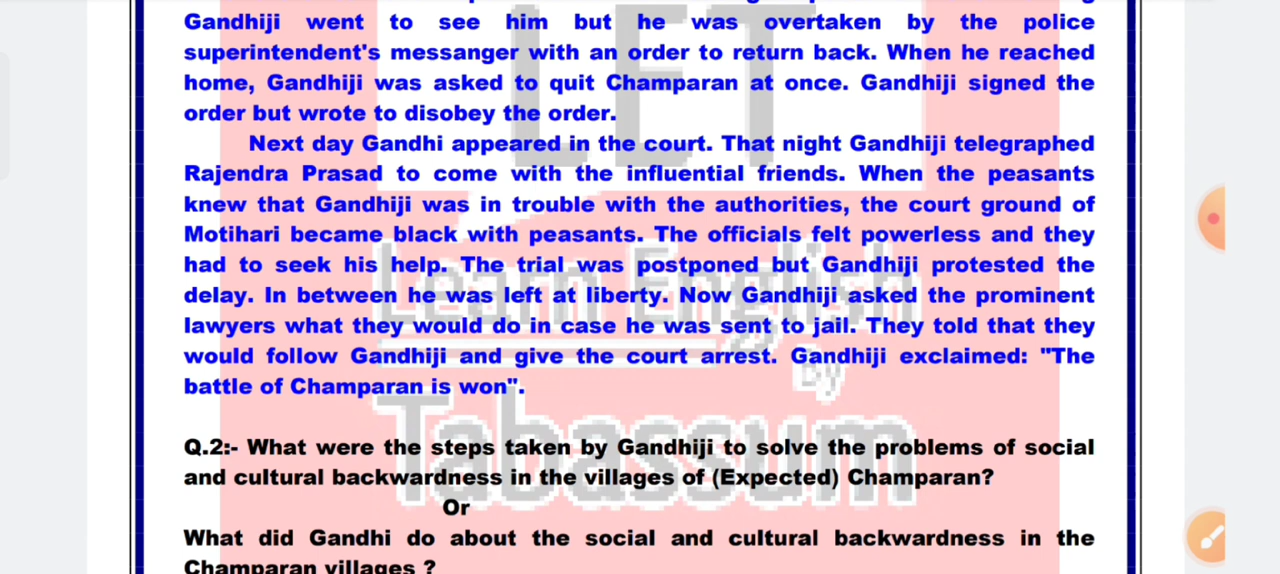 Gandhiji went to see him but he was overtaken by the police
superintendent's messanger with an order to return back. When he reached
home, Gandhiji was asked to quit Champaran at once. Gandhiji signed the
order but wrote to disobey the order.
Next day Gandhi appeared in the court. That night Gandhiji telegraphed
Rajendra Prasad to come with the influential friends. When the peasants
knew that Gandhiji was in trouble with the authorities, the court ground of
Motihari became black with peasants. The officials felt powerless and they
had to seek his help. The trial was postponed but Gandhiji protested the
delay. In between he was left at liberty. Now Gandhiji asked the prominent
lawyers what they would do in case he was sent to jail. They told that they
would follow Gandhiji and give the court arrest. Gandhiji exclaimed: "The
battle of Champaran is won".
Q.2:- What were the steps taken by Gandhiji to solve the problems of social
and cultural backwardness in the villages of (Expected) Champaran?
Or
What did Gandhi do about the social and cultural backwardness in the
Champaran villages ?
LET
Learn English
By
Tabassum